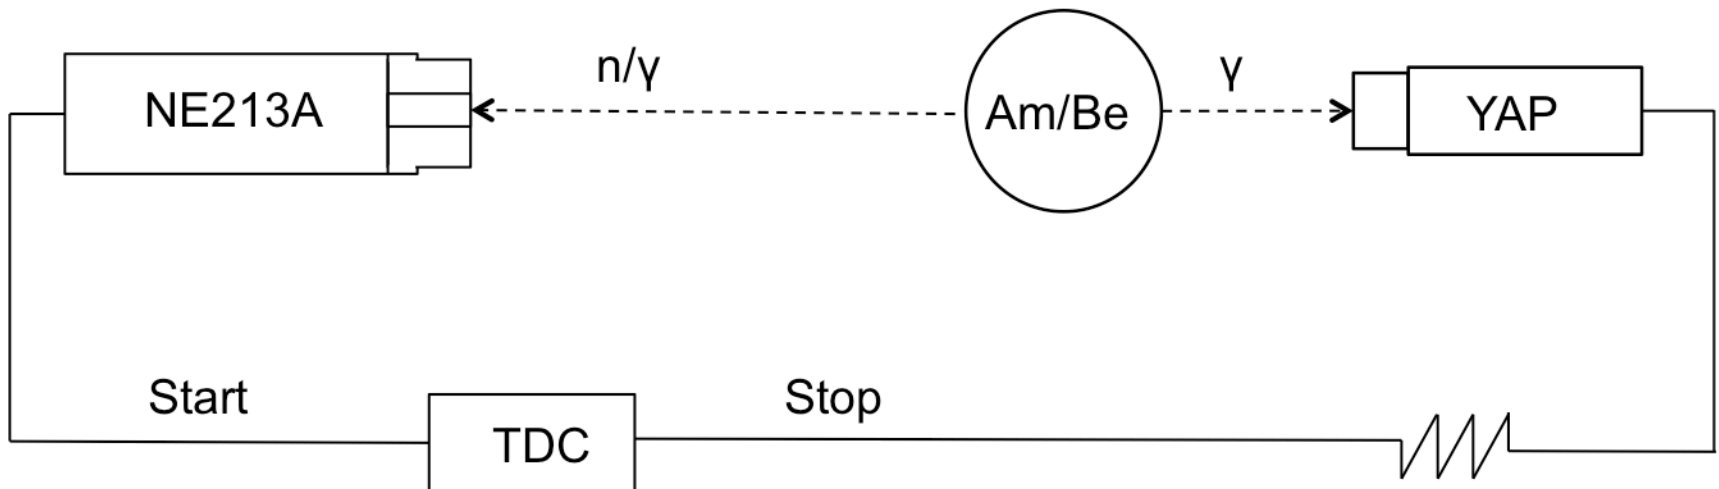 n/γ
γ
NE213A
Am/Be
YAP
Start
Stop
TDC